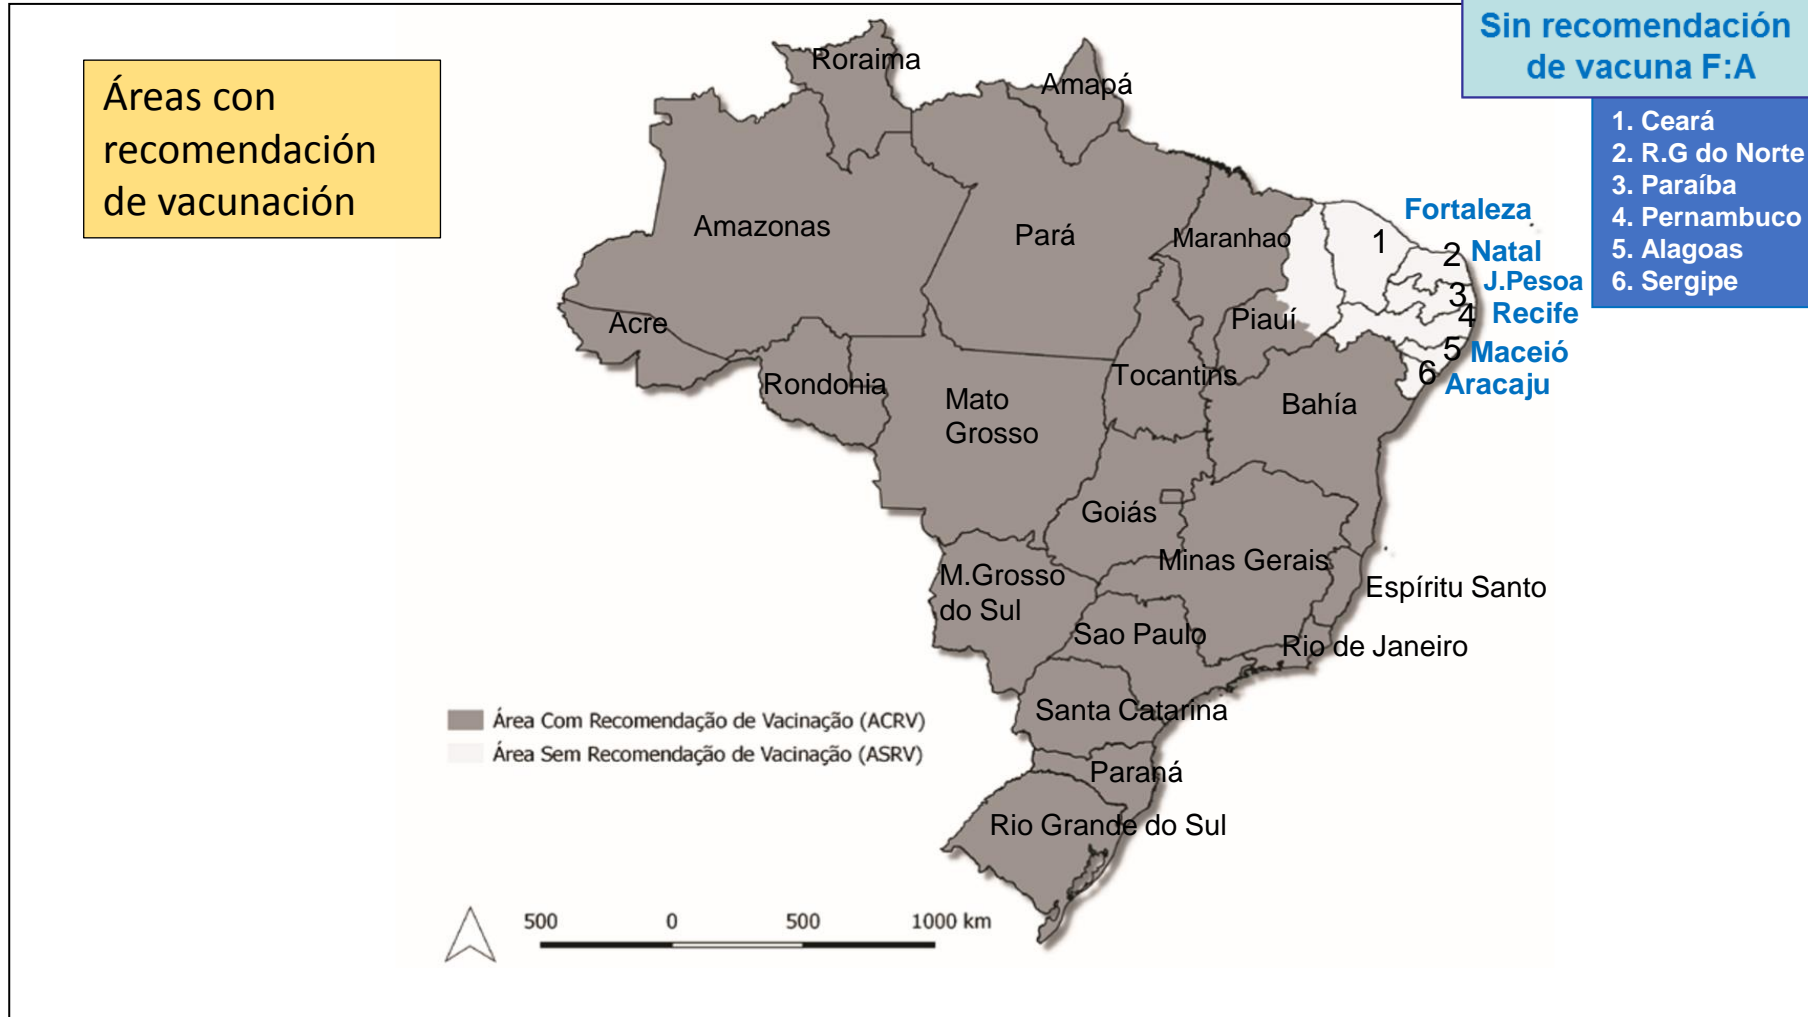 Sin recomendación
de vacuna F:A
Áreas con
recomendación
de vacunación
1. Ceará
2. R.G do Norte
3. Paraíba
4. Pernambuco
5. Alagoas
6. Sergipe
Roraima
Amapá
Amazonas
Pará
Maranhao
Fortaleza
1
2 Natal
J.Pesoa
3
4 Recife
Piauí
Acre
5 Maceió
6 Aracaju
Rondonia
Tocantins
Mato
Grosso
Bahía
Goiás
Minas Gerais
M.Grosso
do Sul
Espíritu Santo
Sao Paulo
Rio de Janeiro
Santa Catarina
Área Com Recomendação de Vacinação (ACRV)
Área Sem Recomendação de Vacinação (ASRV)
Paraná
Rio Grande do Sul
500 0 500 1000 km